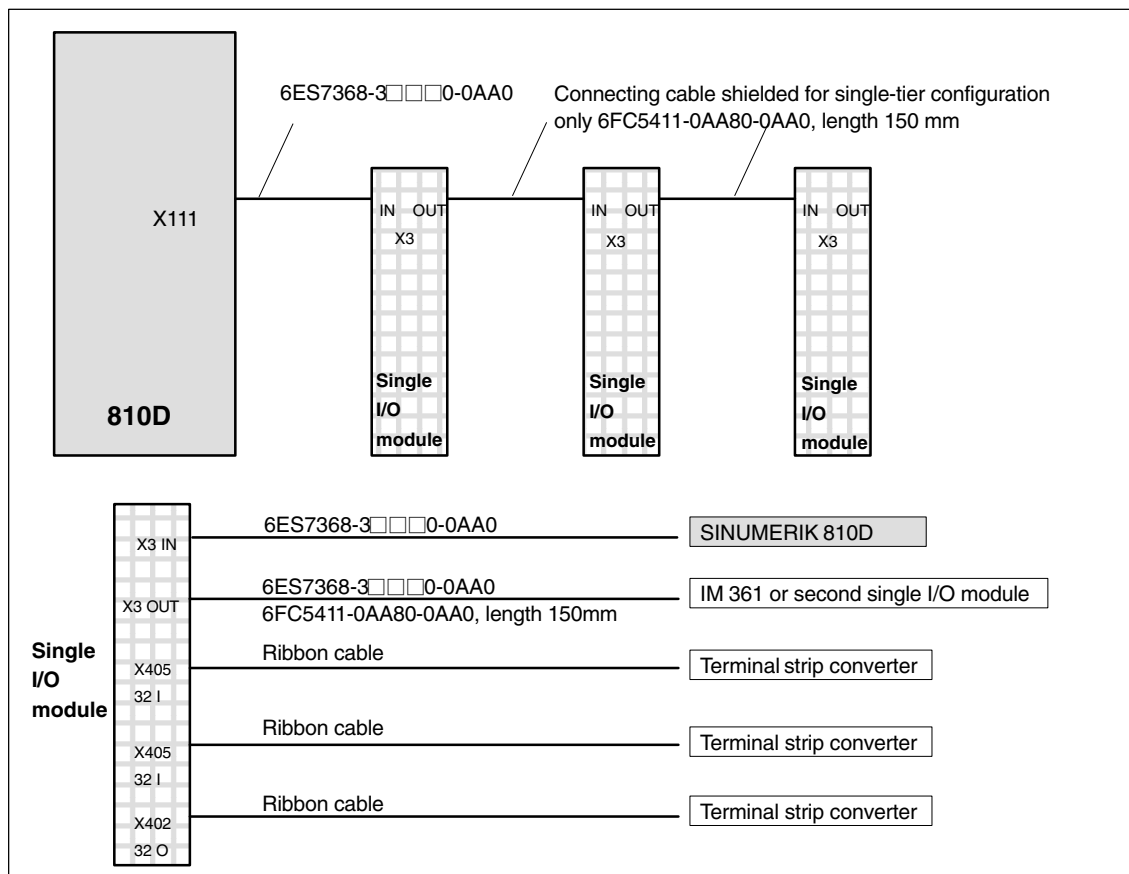 6ES7368-3□□□0-0AA0
Connecting cable shielded for single-tier configuration
only 6FC5411-0AA80-0AA0, length 150 mm
X111
810D
IN OUT
X3
Single
I/O
module
IN OUT
X3
Single
I/O
module
IN OUT
X3
Single
I/O
module
Single
I/O
module
X3 IN
6ES7368-3□□□0-0AA0
SINUMERIK 810D
X3 OUT
6ES7368-3□□□0-0AA0
6FC5411-0AA80-0AA0, length 150mm
IM 361 or second single I/O module
X405
32 I
Ribbon cable
Terminal strip converter
X405
32 I
Ribbon cable
Terminal strip converter
X402
32 O
Ribbon cable
Terminal strip converter